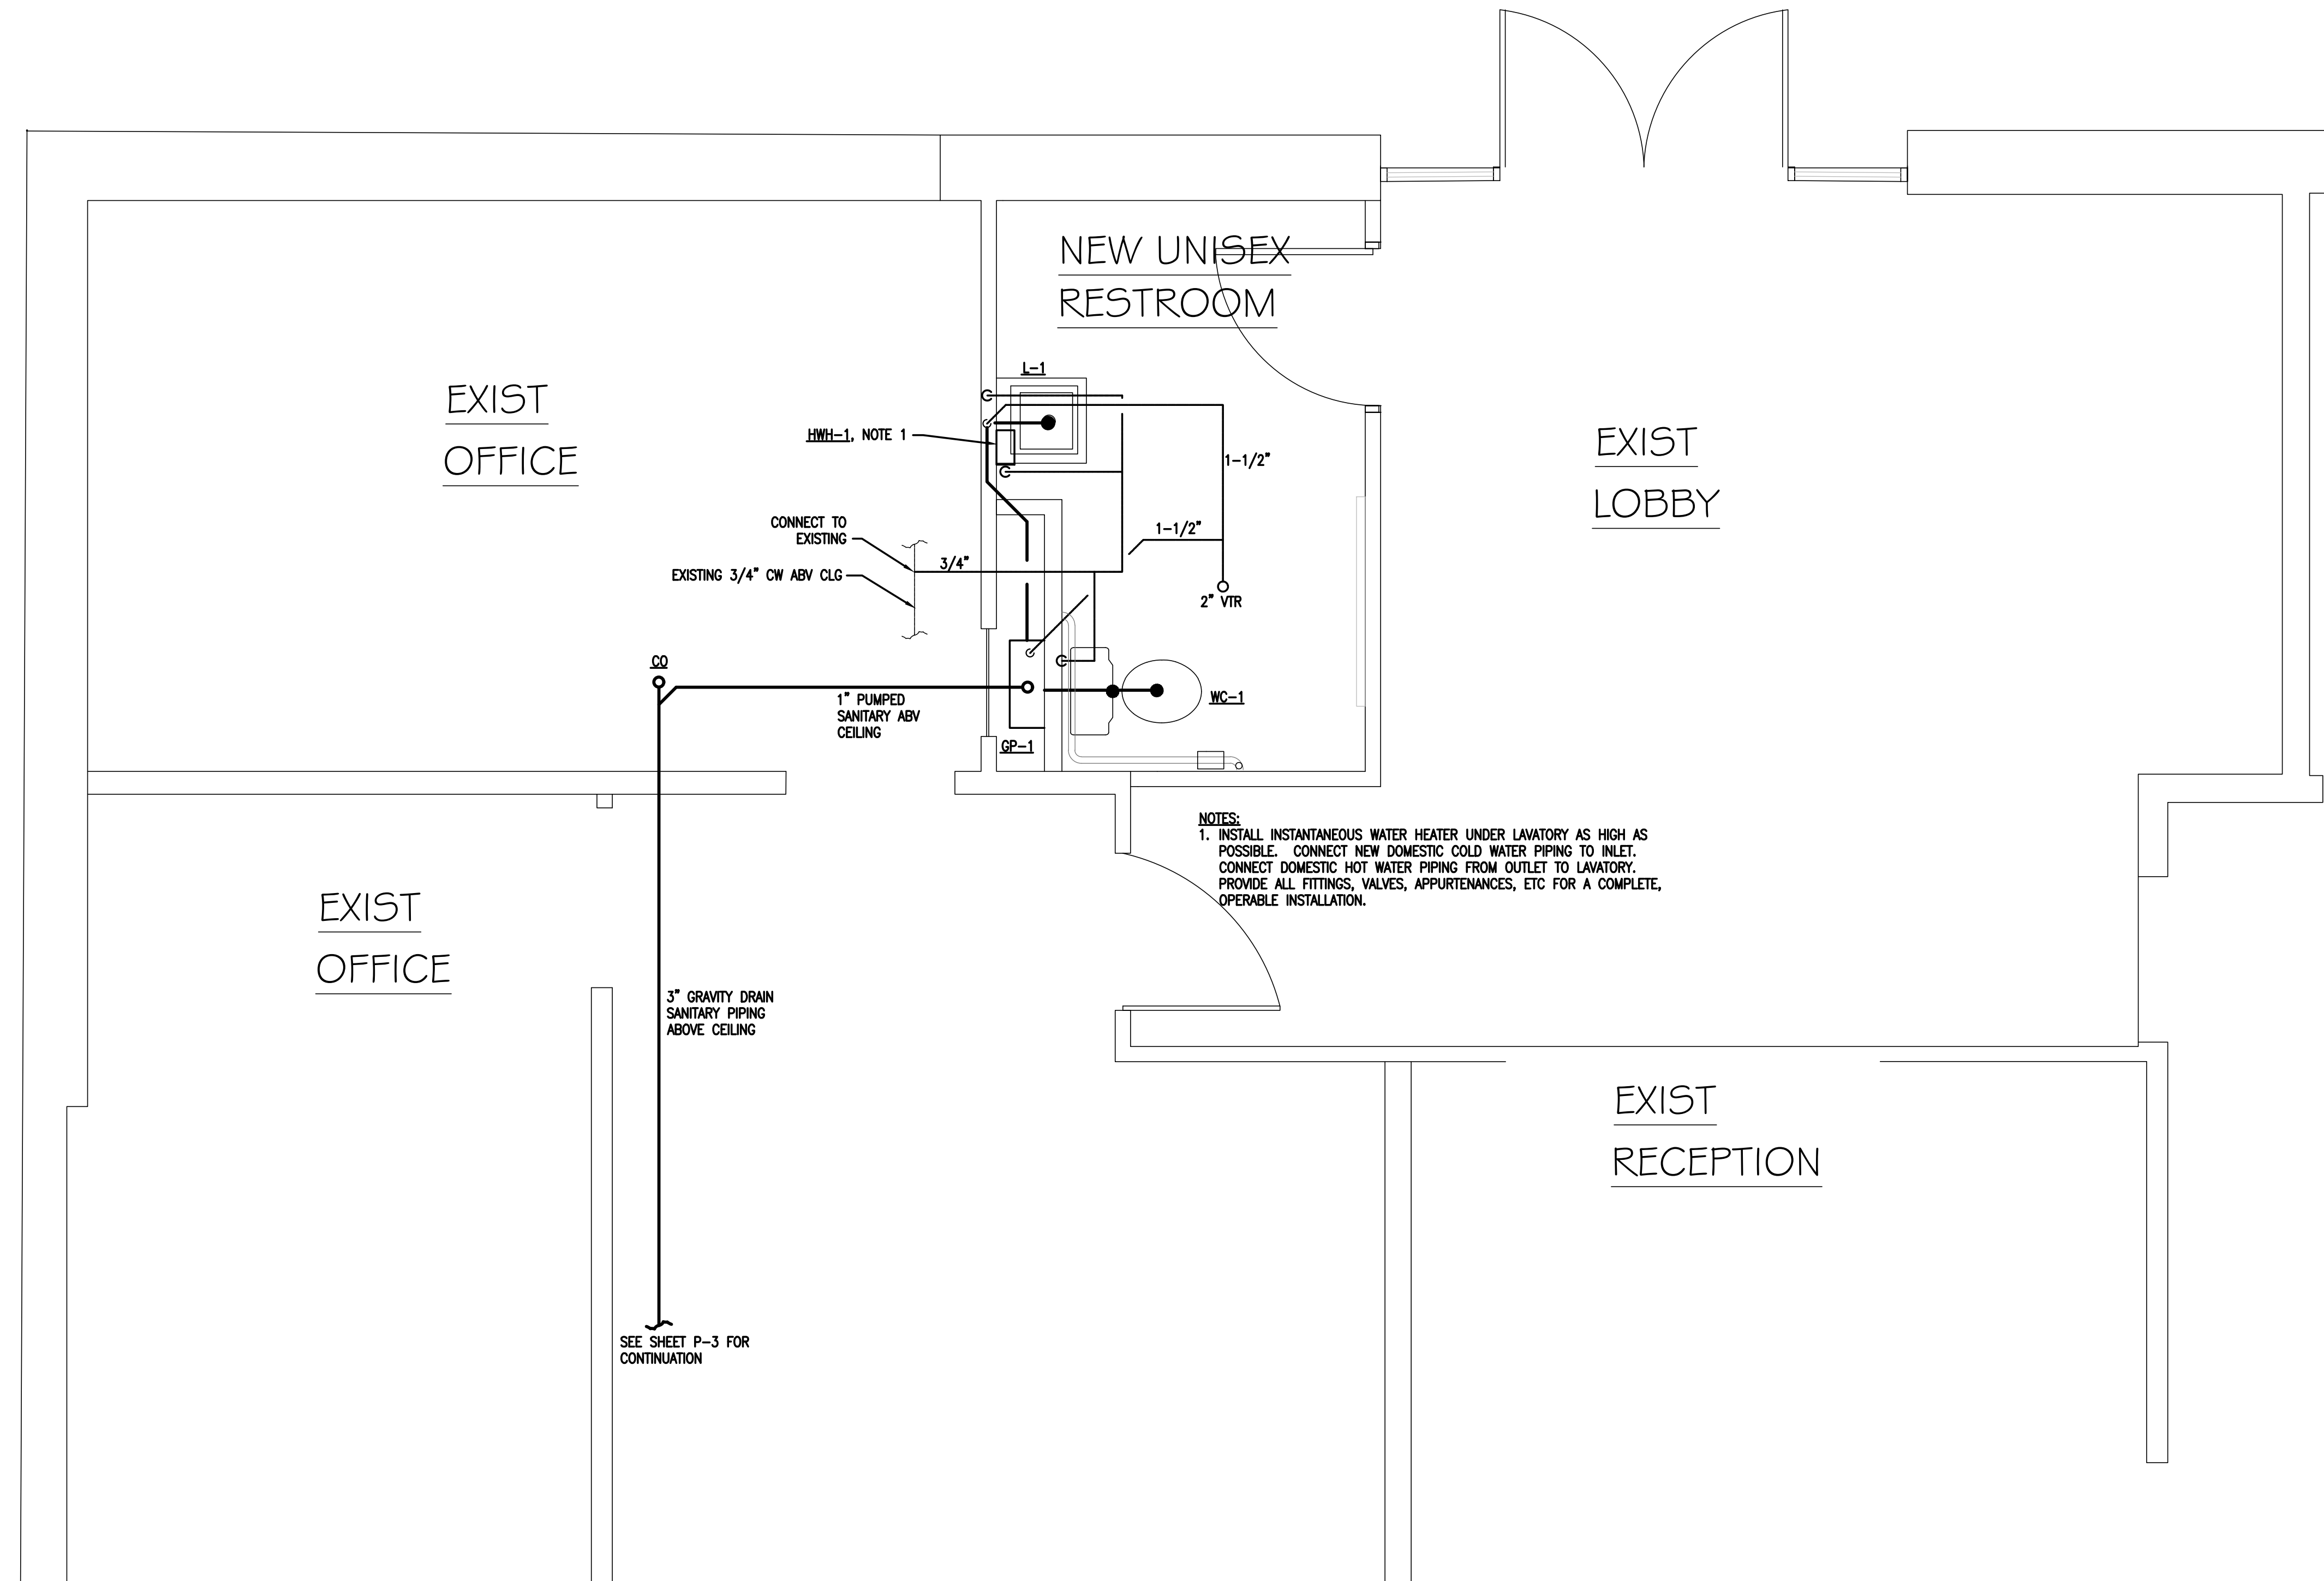 NEW UNISEX
RESTROOM
L-1
EXIST
OFFICE
HWH-1, NOTE 1
1-1/2"
EXIST
LOBBY
CONNECT TO
EXISTING
1-1/2"
3/4"
EXISTING 3/4" CW ABV CLG
2" VTR
CO
1" PUMPED
SANITARY ABV
CEILING
WC-1
GP-1
NOTES:
1. INSTALL INSTANTANEOUS WATER HEATER UNDER LAVATORY AS HIGH AS
POSSIBLE. CONNECT NEW DOMESTIC COLD WATER PIPING TO INLET.
CONNECT DOMESTIC HOT WATER PIPING FROM OUTLET TO LAVATORY.
PROVIDE ALL FITTINGS, VALVES, APPURTENANCES, ETC FOR A COMPLETE,
OPERABLE INSTALLATION.
EXIST
OFFICE
3" GRAVITY DRAIN
SANITARY PIPING
ABOVE CEILING
EXIST
RECEPTION
SEE SHEET P-3 FOR
CONTINUATION